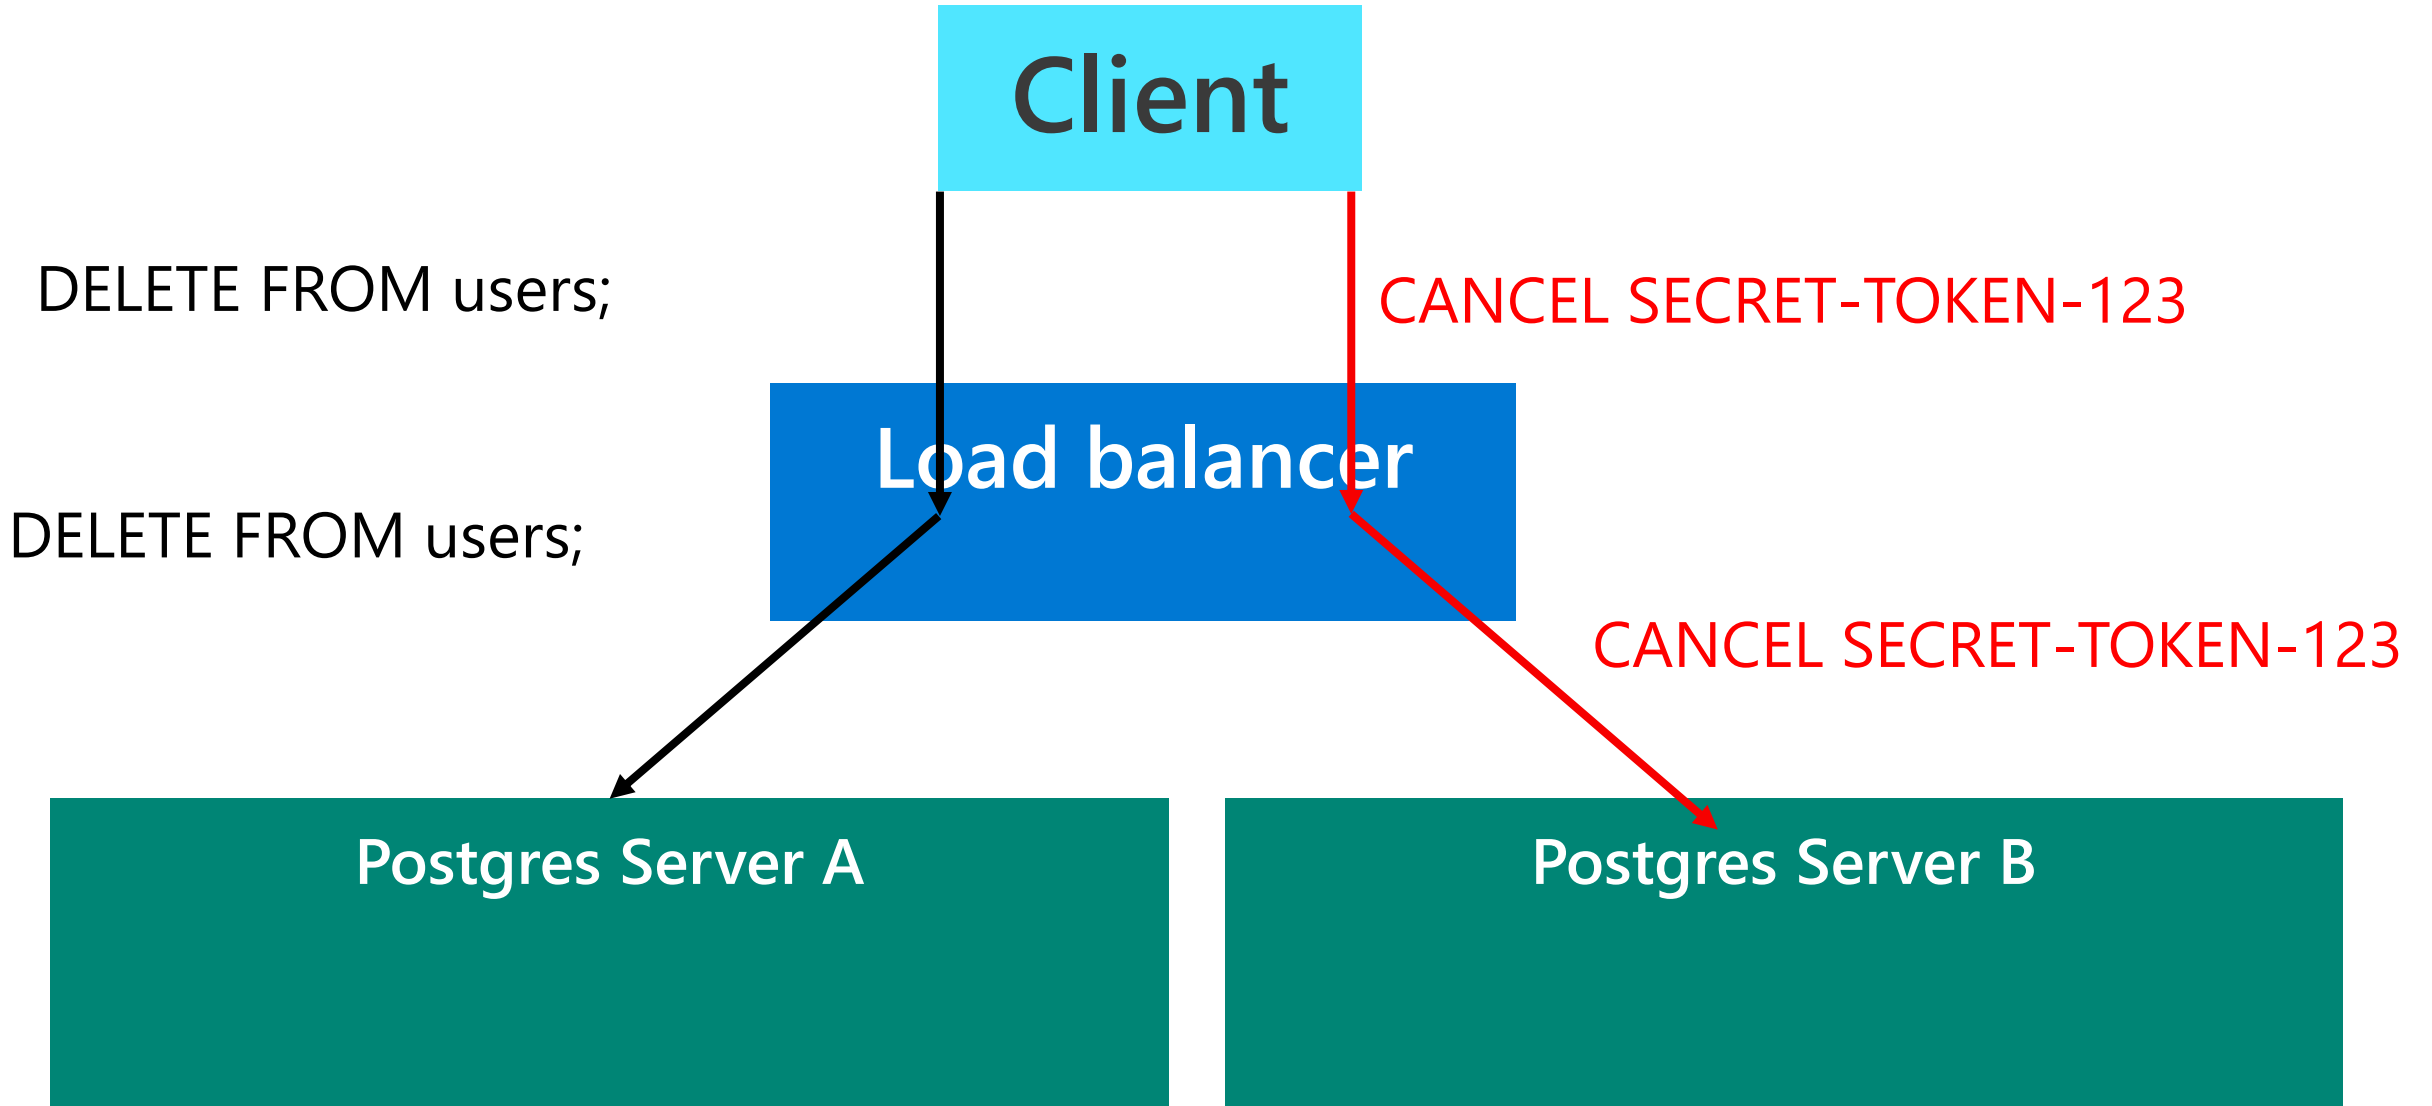 Client
DELETE FROM users;
CANCEL SECRET-TOKEN-123
Load balancer
DELETE FROM users;
CANCEL SECRET-TOKEN-123
Postgres Server A
Postgres Server B